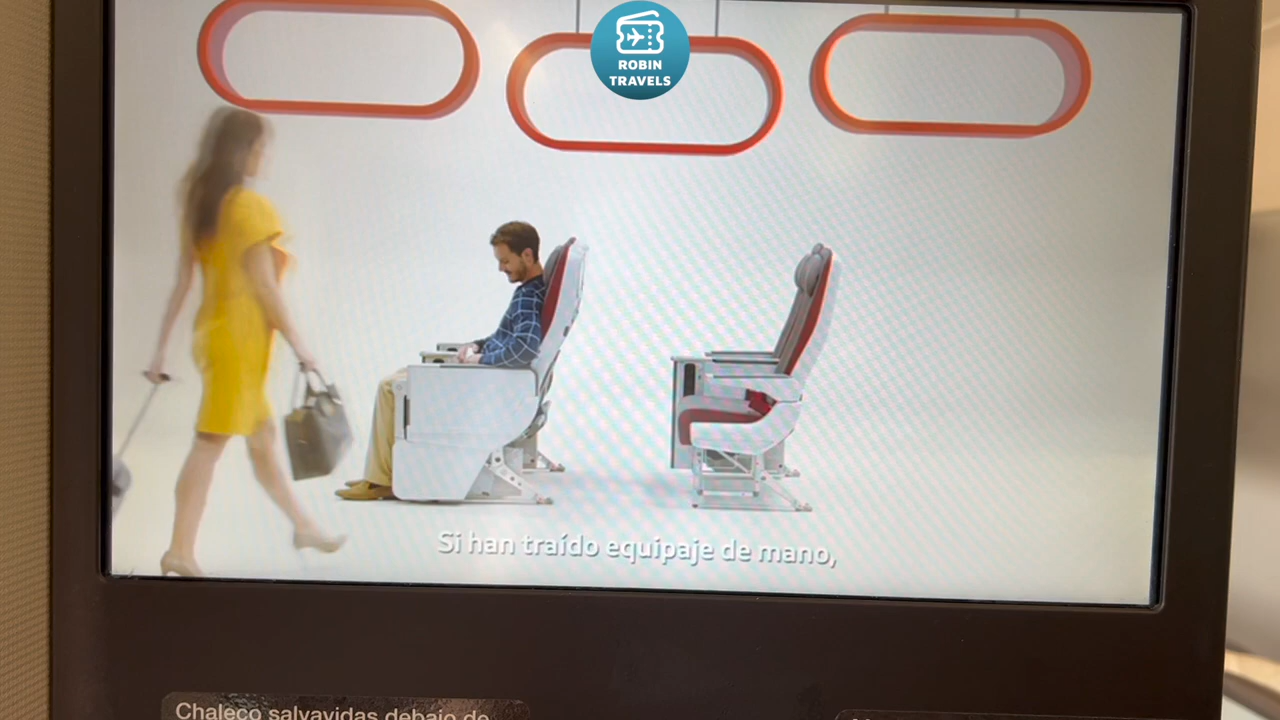 ROBIN
TRAVELS
Si han traído equipaje de mano,
Chaleco salvavidas debajo de